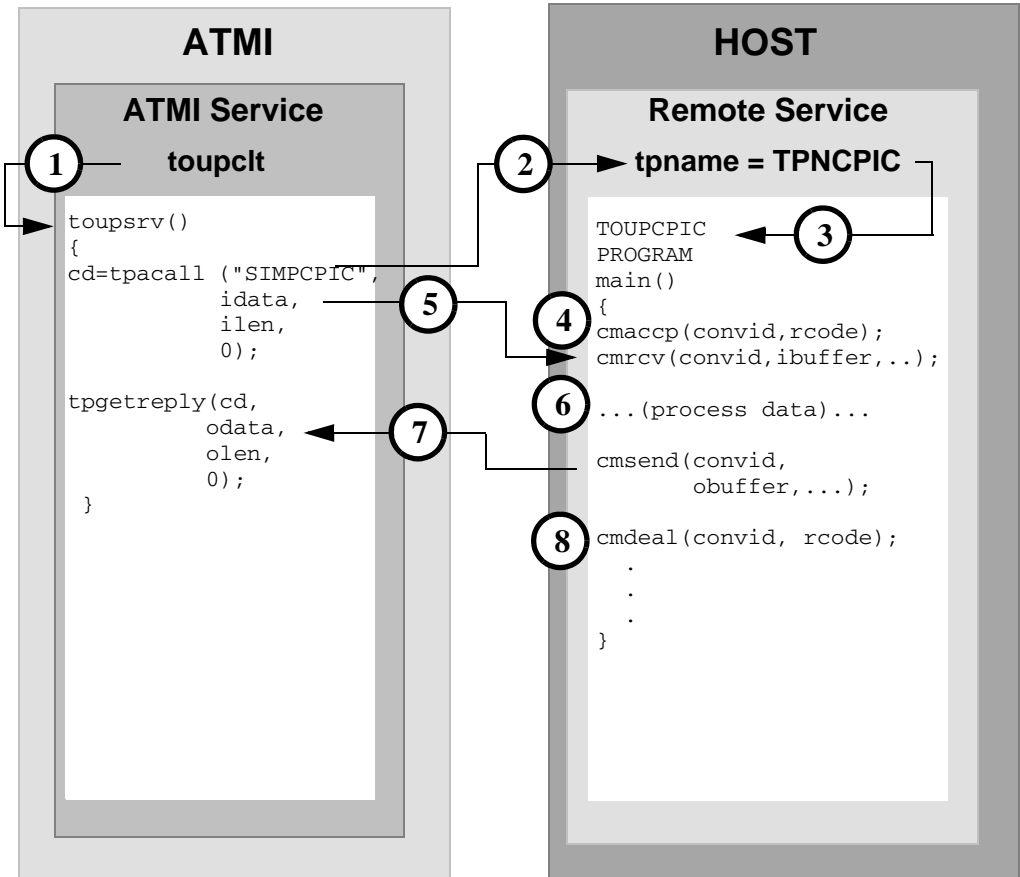 ATMI
ATMI Service
1
toupclt
toupsrv()
{
cd=tpacall ("SIMPCPIC",
idata,
ilen,
0);
tpgetreply(cd,
odata,
olen,
0);
}
2
5
7
HOST
Remote Service
tpname = TPNCPIC
3
TOUPCPIC
PROGRAM
main()
{
4
cmaccp(convid,rcode);
cmrcv(convid,ibuffer,..);
6
...(process data)...
cmsend(convid,
obuffer,...);
8
cmdeal(convid, rcode);
.
.
.
}